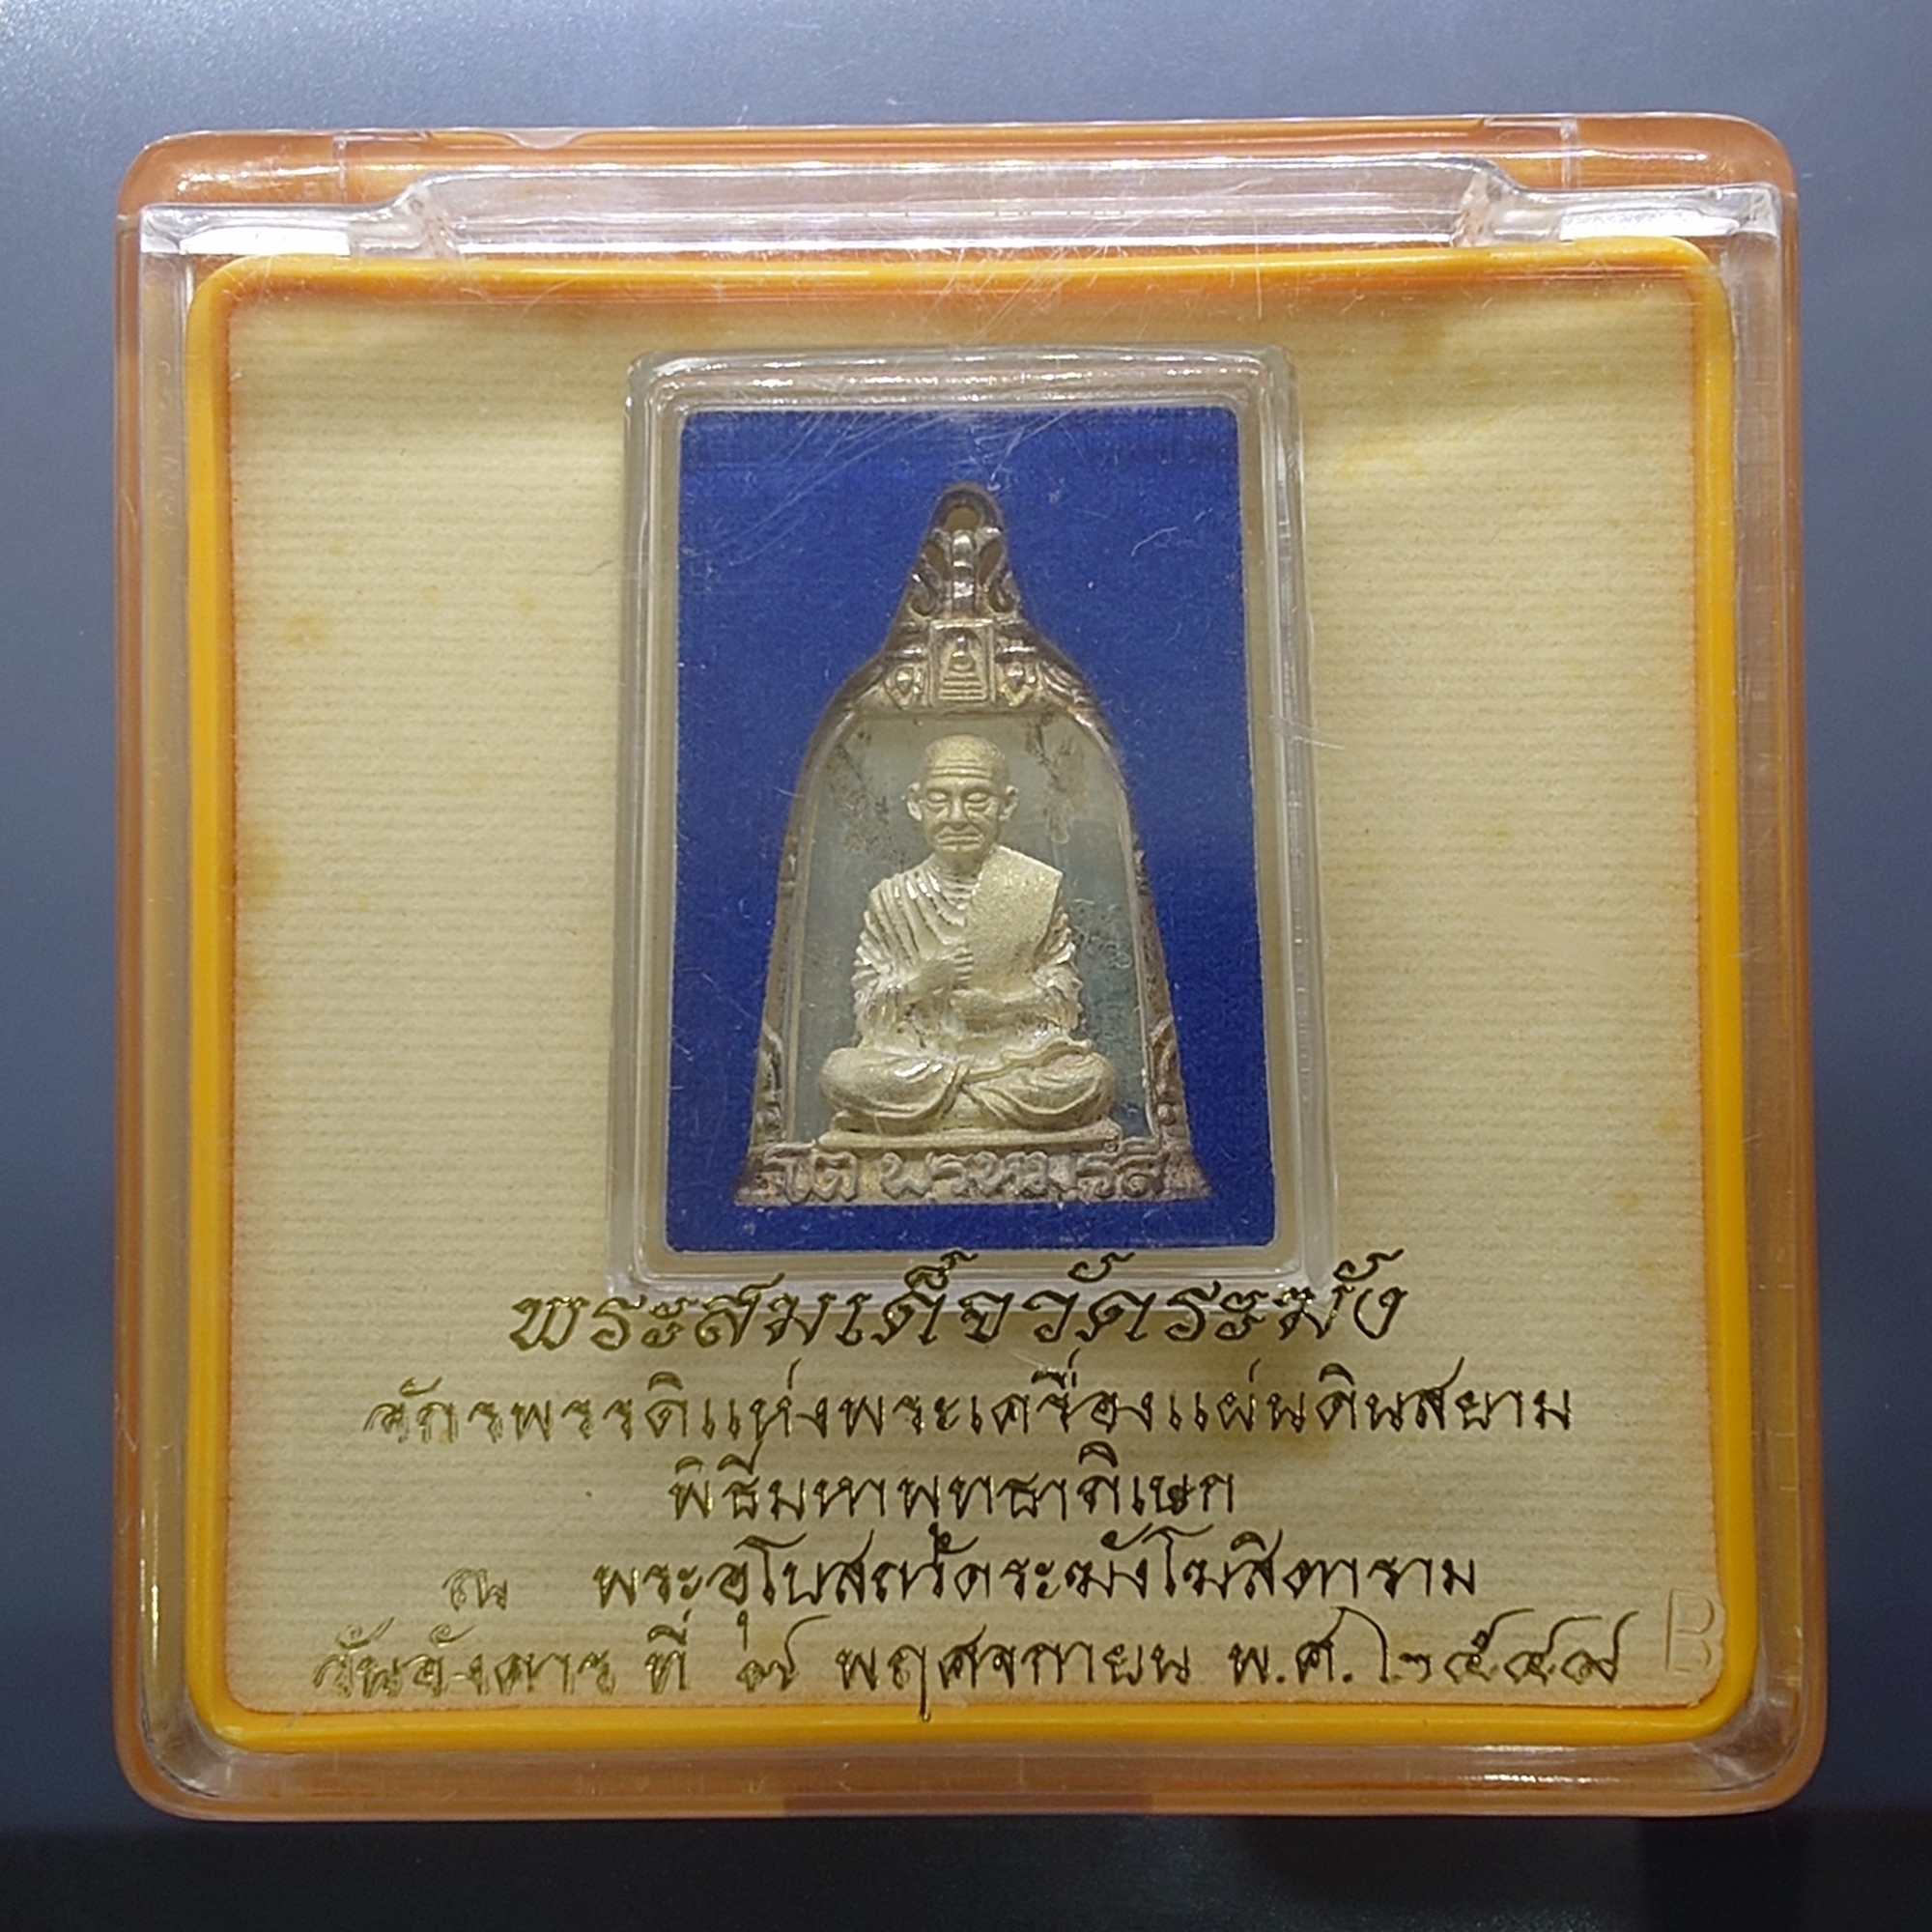 โต พรหมรํสี
พระสมเด็จวัดระฆัง
จักรพรรดิแห่งพระเครื่องแผ่นดินสยาม
พิธีมหาพุทธาภิเษก
ณ พระอุโบสถวัดระฆังโฆสิตาราม
วันอังคาร ที่ ๙ พฤศจกายน พ.ศ. ๒๕๔๗
B